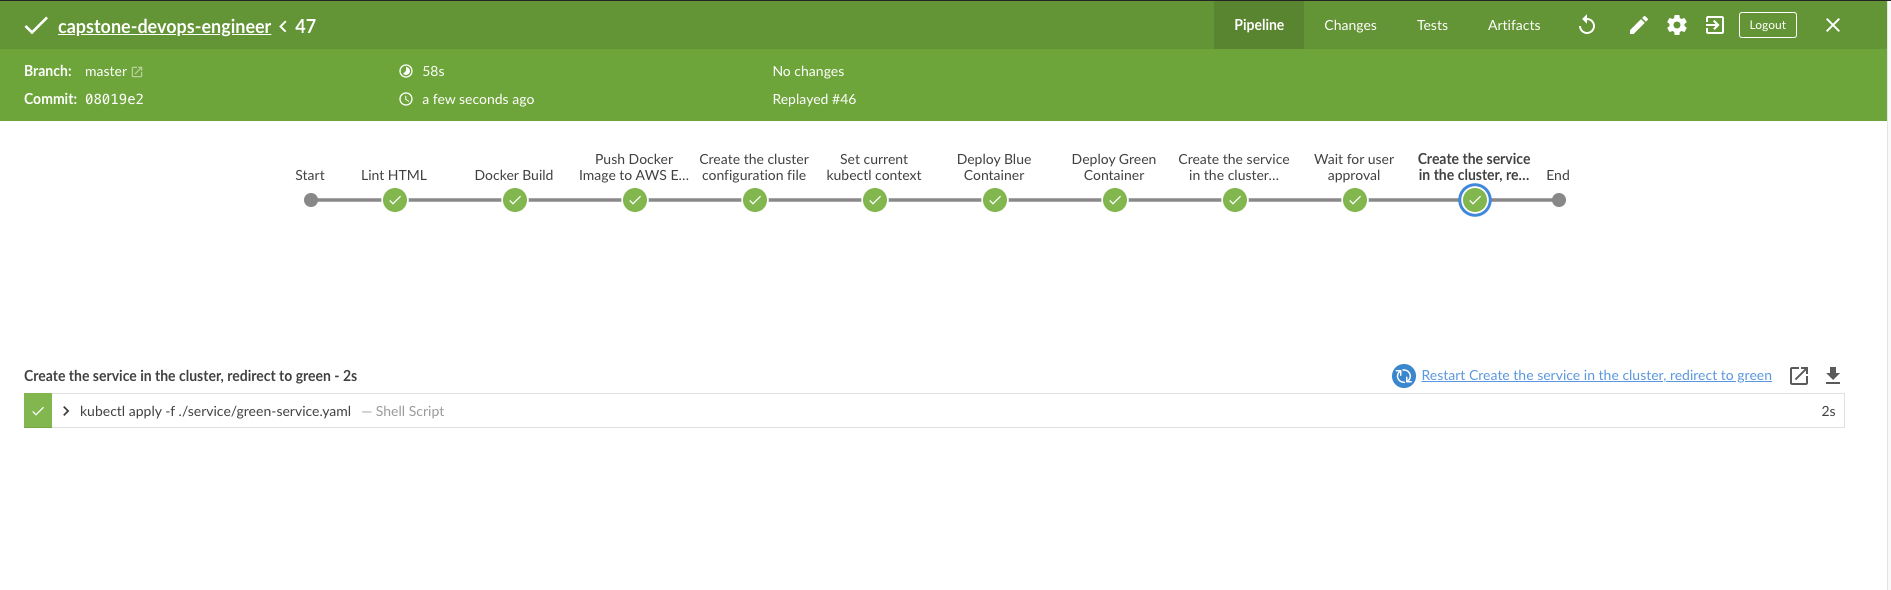 capstone-devops-engineer < 47
Pipeline
Changes
Tests
Artifacts
Logout
Branch: master
58s
No changes
Commit: 08019e2
a few seconds ago
Replayed #46
Start
Lint HTML
Docker Build
Push Docker
Image to AWS E...
Create the cluster
configuration file
Set current
kubectl context
Deploy Blue
Container
Deploy Green
Container
Create the service
in the cluster...
Wait for user
approval
Create the service
in the cluster, re...
End
Create the service in the cluster, redirect to green - 2s
Restart Create the service in the cluster, redirect to green
kubectl apply -f ./service/green-service.yaml — Shell Script
2s